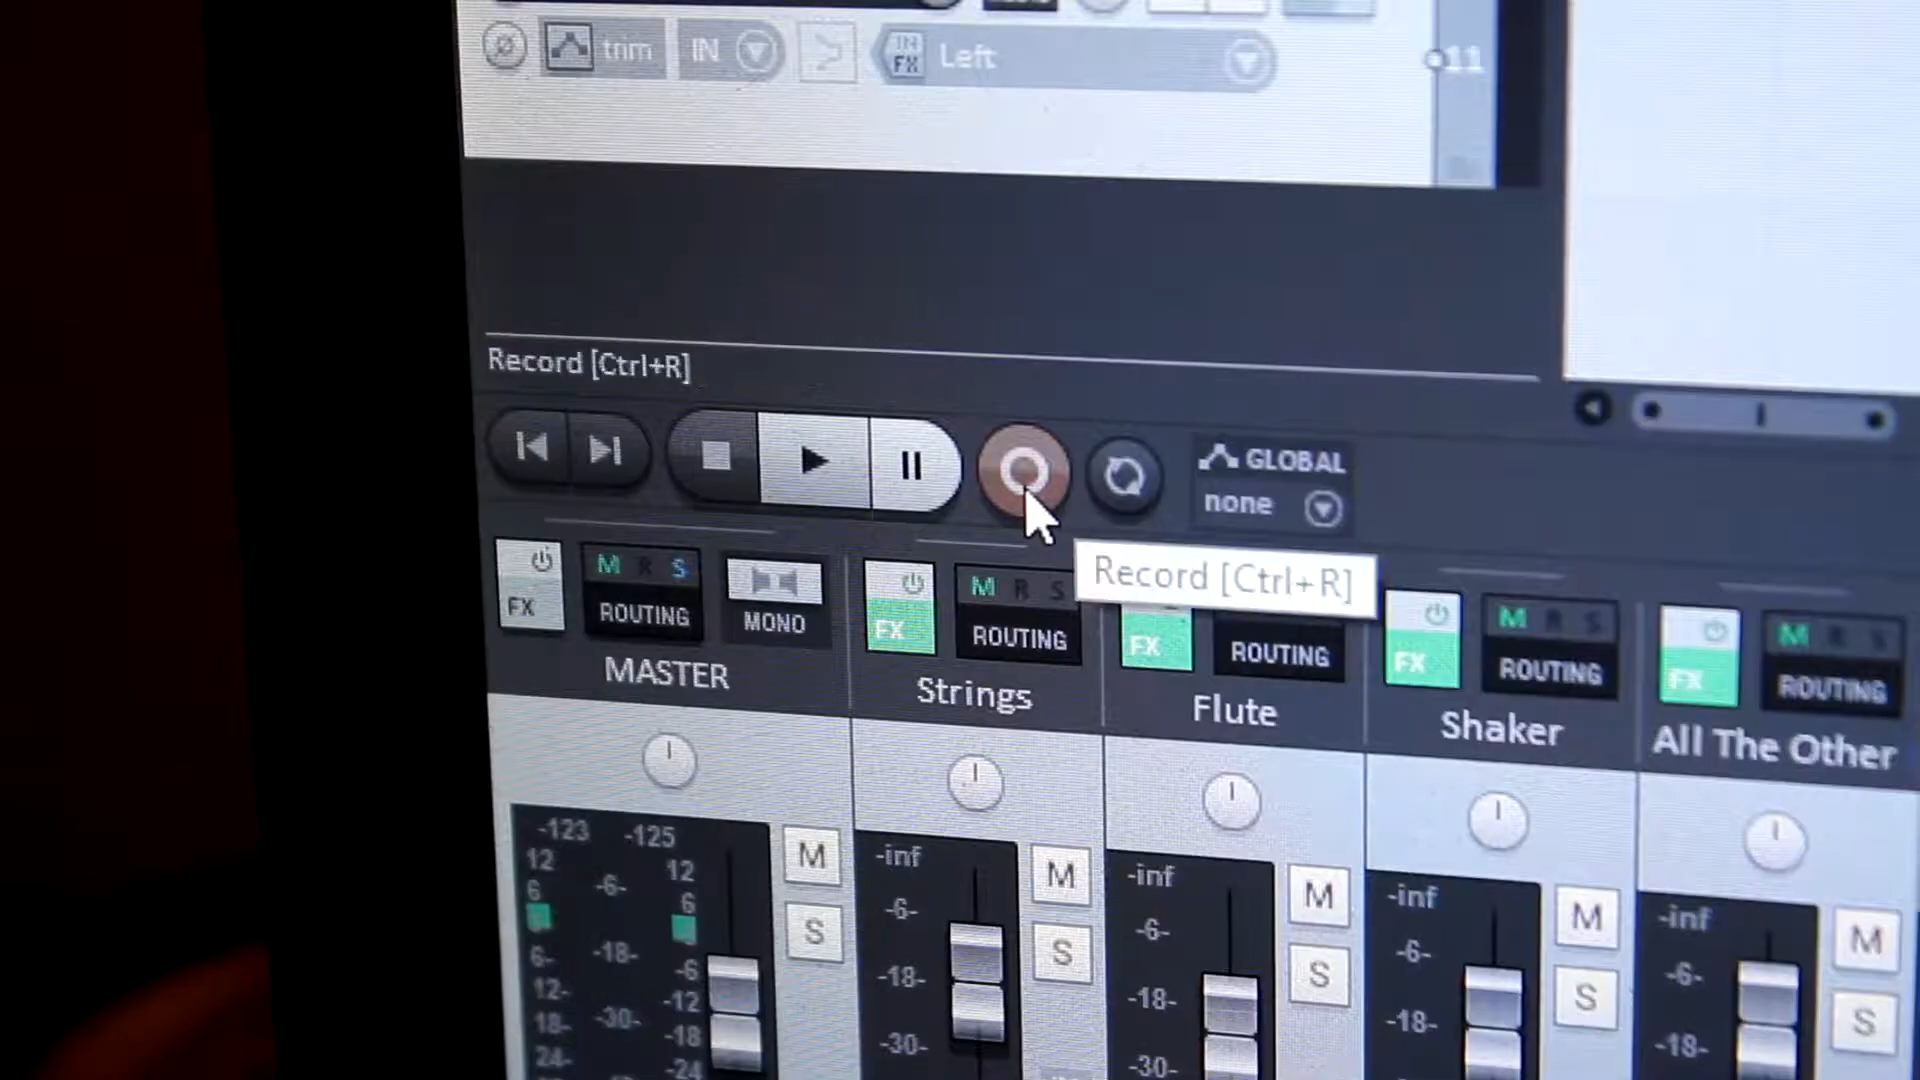 trim IN IN FX Left 11
Record [Ctrl+R]
GLOBAL
none
Record [Ctrl+R]
FX M R S ROUTING MONO
FX M R S ROUTING
FX ROUTING
FX M R S ROUTING
FX M R S ROUTING
MASTER Strings Flute Shaker All The Other
-123 -125 M
12 -6- 12
6 6
S
6- -18- -6
12- -12
18- -30- -18
24- -24
-inf M
-6-
S
-18-
-30-
-inf M
-6-
S
-18-
-30-
-inf M
-6-
S
-18-
-inf M
-6-
S
-18-